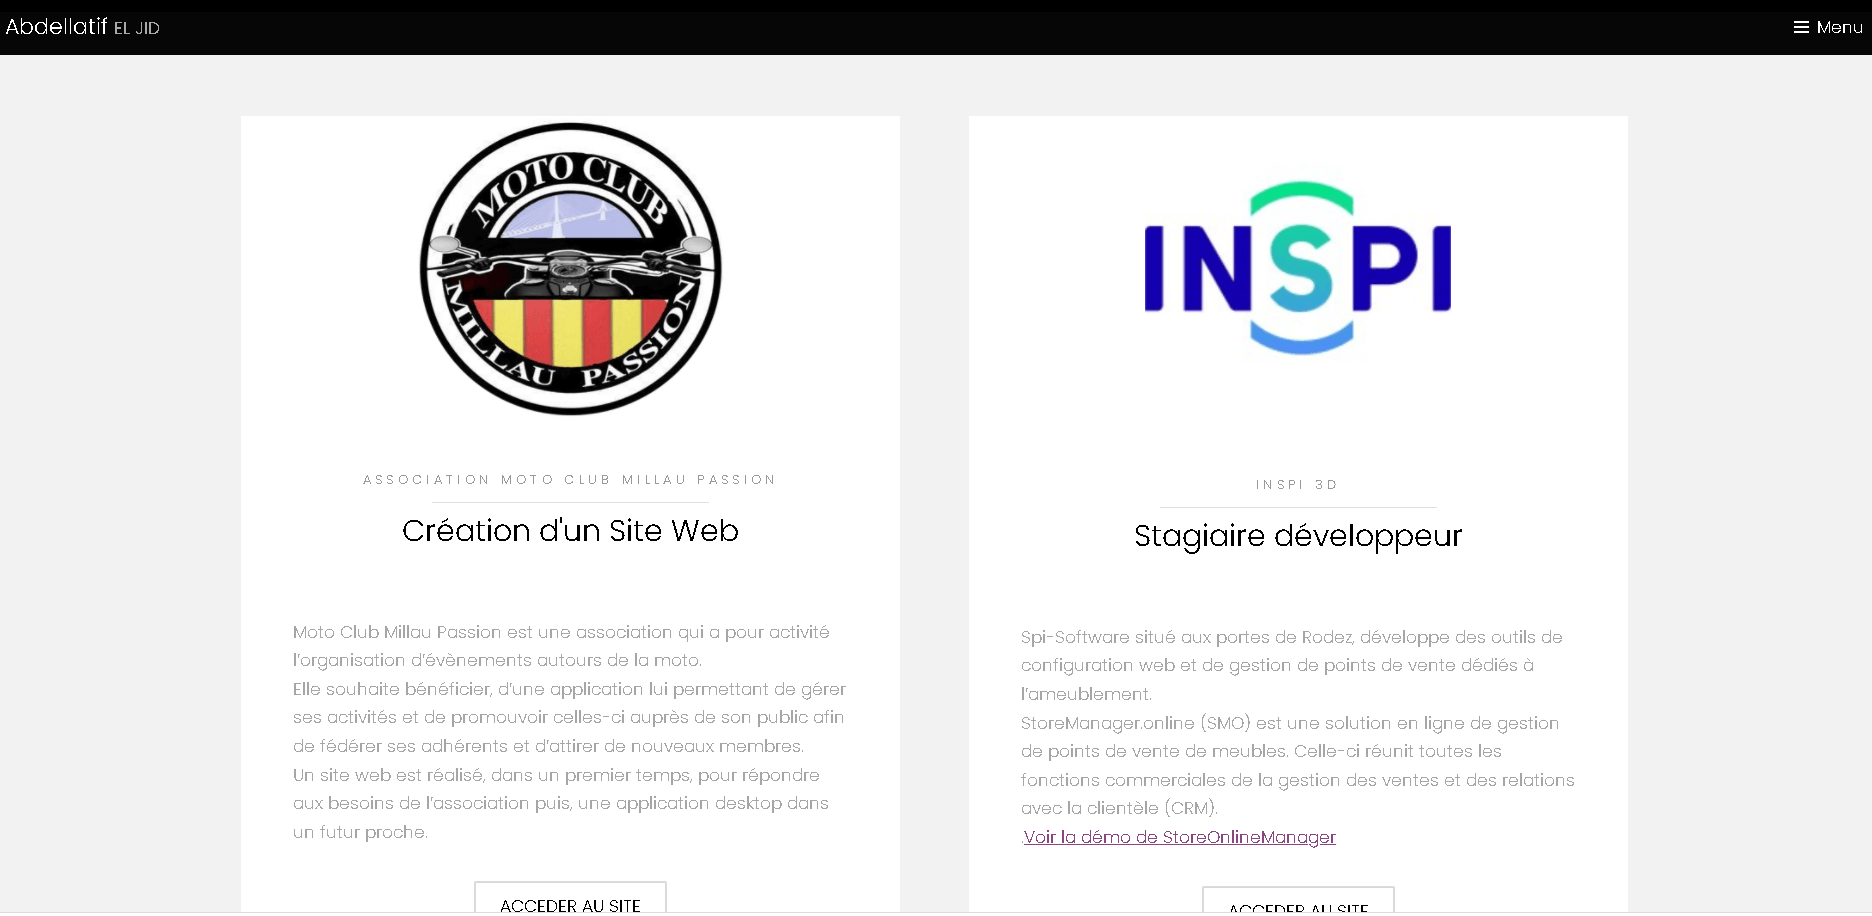 Abdellatif EL JID
Menu
MOTO CLUB
MILLAU PASSION
ASSOCIATION MOTO CLUB MILLAU PASSION
Création d'un Site Web
Moto Club Millau Passion est une association qui a pour activité
l'organisation d'évènements autours de la moto.
Elle souhaite bénéficier, d'une application lui permettant de gérer
ses activités et de promouvoir celles-ci auprès de son public afin
de fédérer ses adhérents et d'attirer de nouveaux membres.
Un site web est réalisé, dans un premier temps, pour répondre
aux besoins de l'association puis, une application desktop dans
un futur proche.
ACCEDER AU SITE
INSPI
INSPI 3D
Stagiaire développeur
Spi-Software situé aux portes de Rodez, développe des outils de
configuration web et de gestion de points de vente dédiés à
l'ameublement.
StoreManager.online (SMO) est une solution en ligne de gestion
de points de vente de meubles. Celle-ci réunit toutes les
fonctions commerciales de la gestion des ventes et des relations
avec la clientèle (CRM).
.Voir la démo de StoreOnlineManager
ACCEDER AU SITE